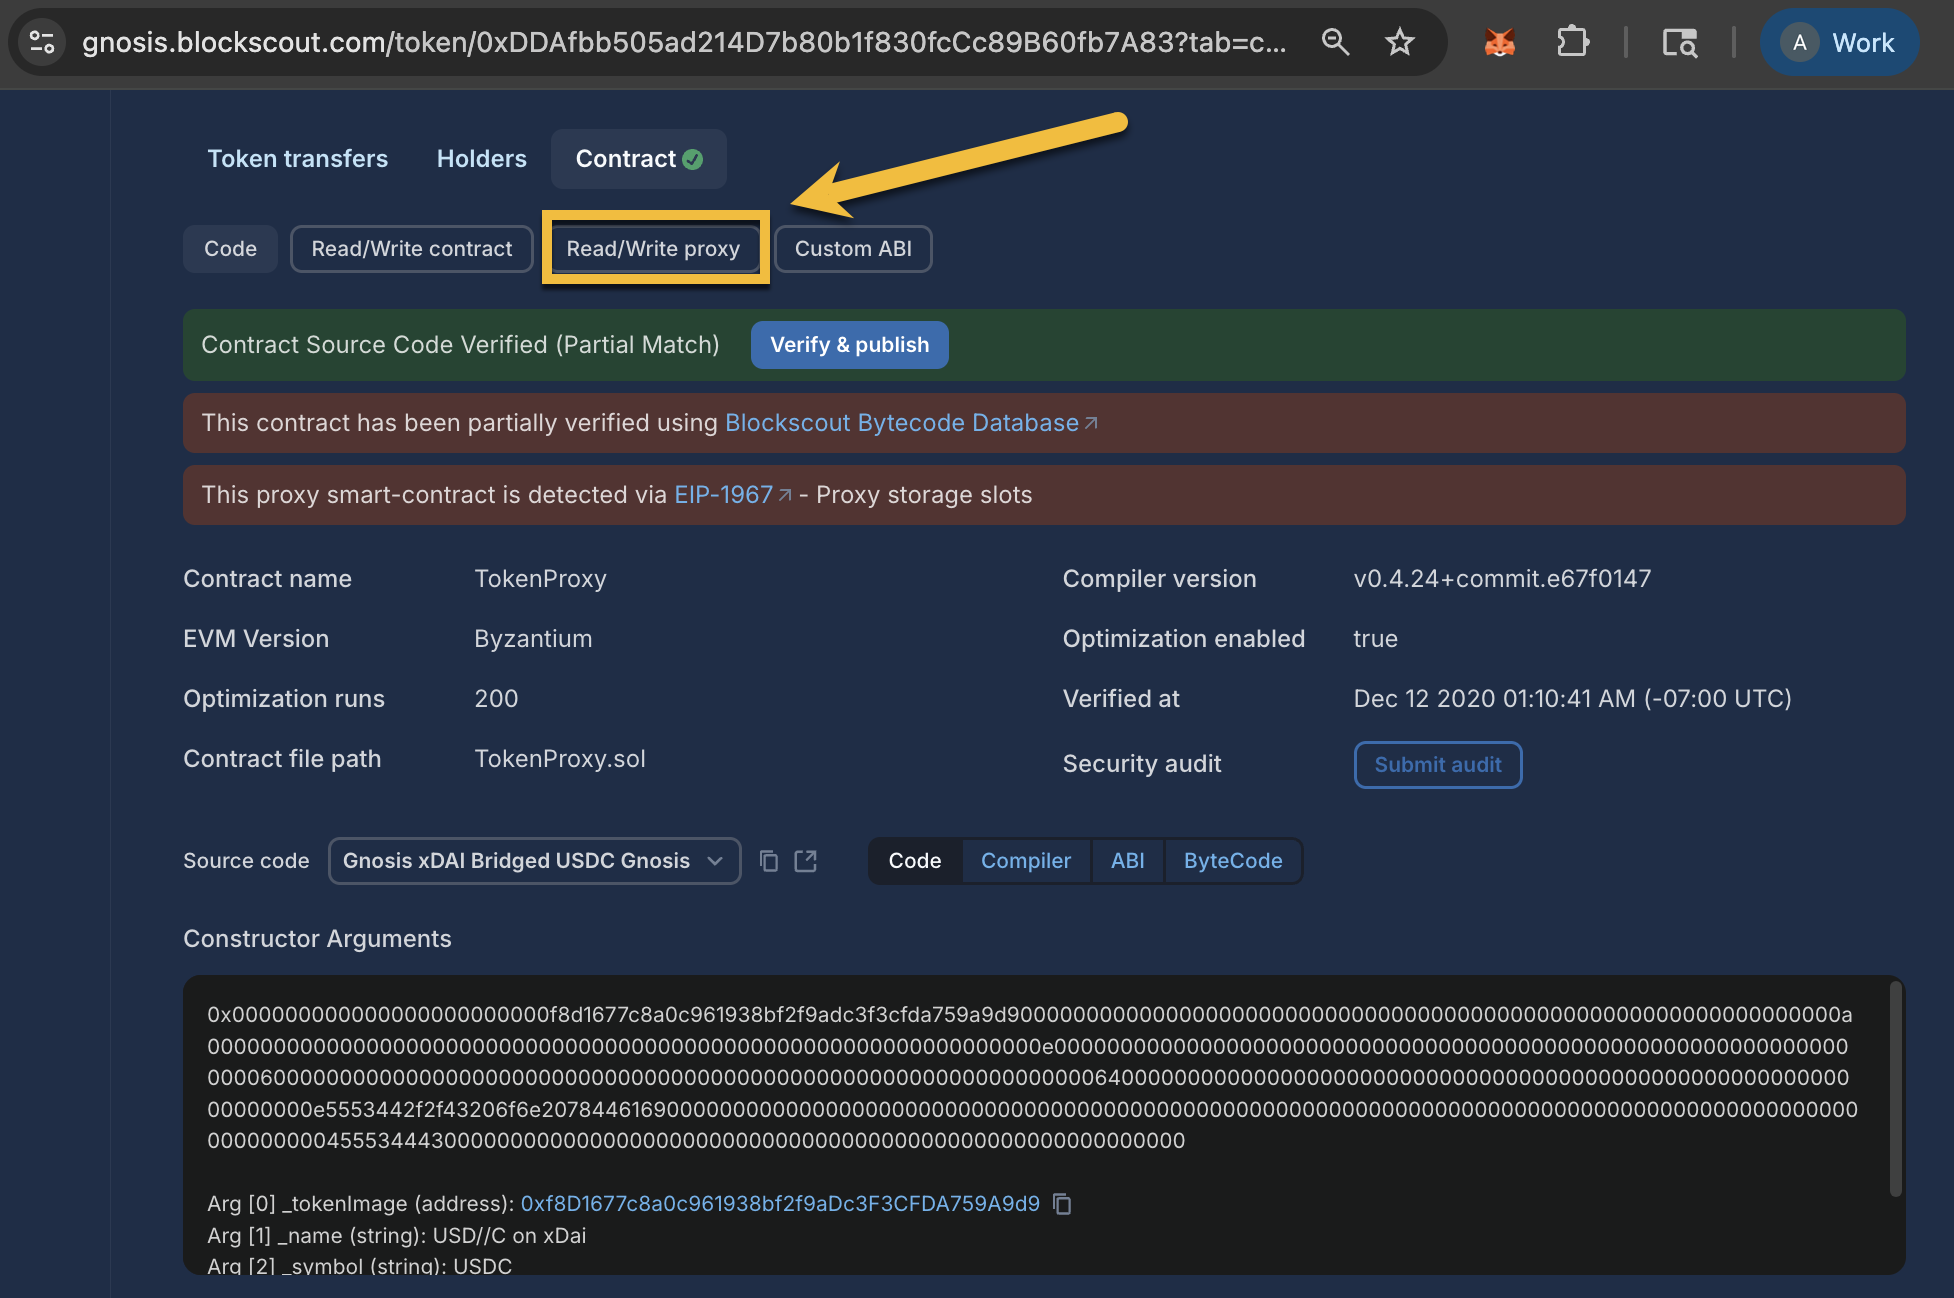 gnosis.blockscout.com/token/0xDDAfbb505ad214D7b80b1f830fcCc89B60fb7A83?tab=c...
A
Work
Token transfers
Holders
Contract
Code
Read/Write contract
Read/Write proxy
Custom ABI
Contract Source Code Verified (Partial Match)
Verify & publish
This contract has been partially verified using Blockscout Bytecode Database
This proxy smart-contract is detected via EIP-1967 - Proxy storage slots
Contract name TokenProxy
Compiler version v0.4.24+commit.e67f0147
EVM Version Byzantium
Optimization enabled true
Optimization runs 200
Verified at Dec 12 2020 01:10:41 AM (-07:00 UTC)
Contract file path TokenProxy.sol
Security audit Submit audit
Source code
Gnosis xDAI Bridged USDC Gnosis
Code
Compiler
ABI
ByteCode
Constructor Arguments
0x000000000000000000000000f8d1677c8a0c961938bf2f9adc3f3cfda759a9d900000000000000000000000000000000000000000000000000000000000000a
000000000000000000000000000000000000000000000000000000000000000e000000000000000000000000000000000000000000000000000000000000
000060000000000000000000000000000000000000000000000000000000000000064000000000000000000000000000000000000000000000000000000
000000000e5553442f2f43206f6e2078446169000000000000000000000000000000000000000000000000000000000000000000000000000000000000000000
00000000045553444300000000000000000000000000000000000000000000000000000000
Arg [0] _tokenImage (address): 0xf8D1677c8a0c961938bf2f9aDc3F3CFDA759A9d9
Arg [1] _name (string): USD//C on xDai
Arg [2] _symbol (string): USDC